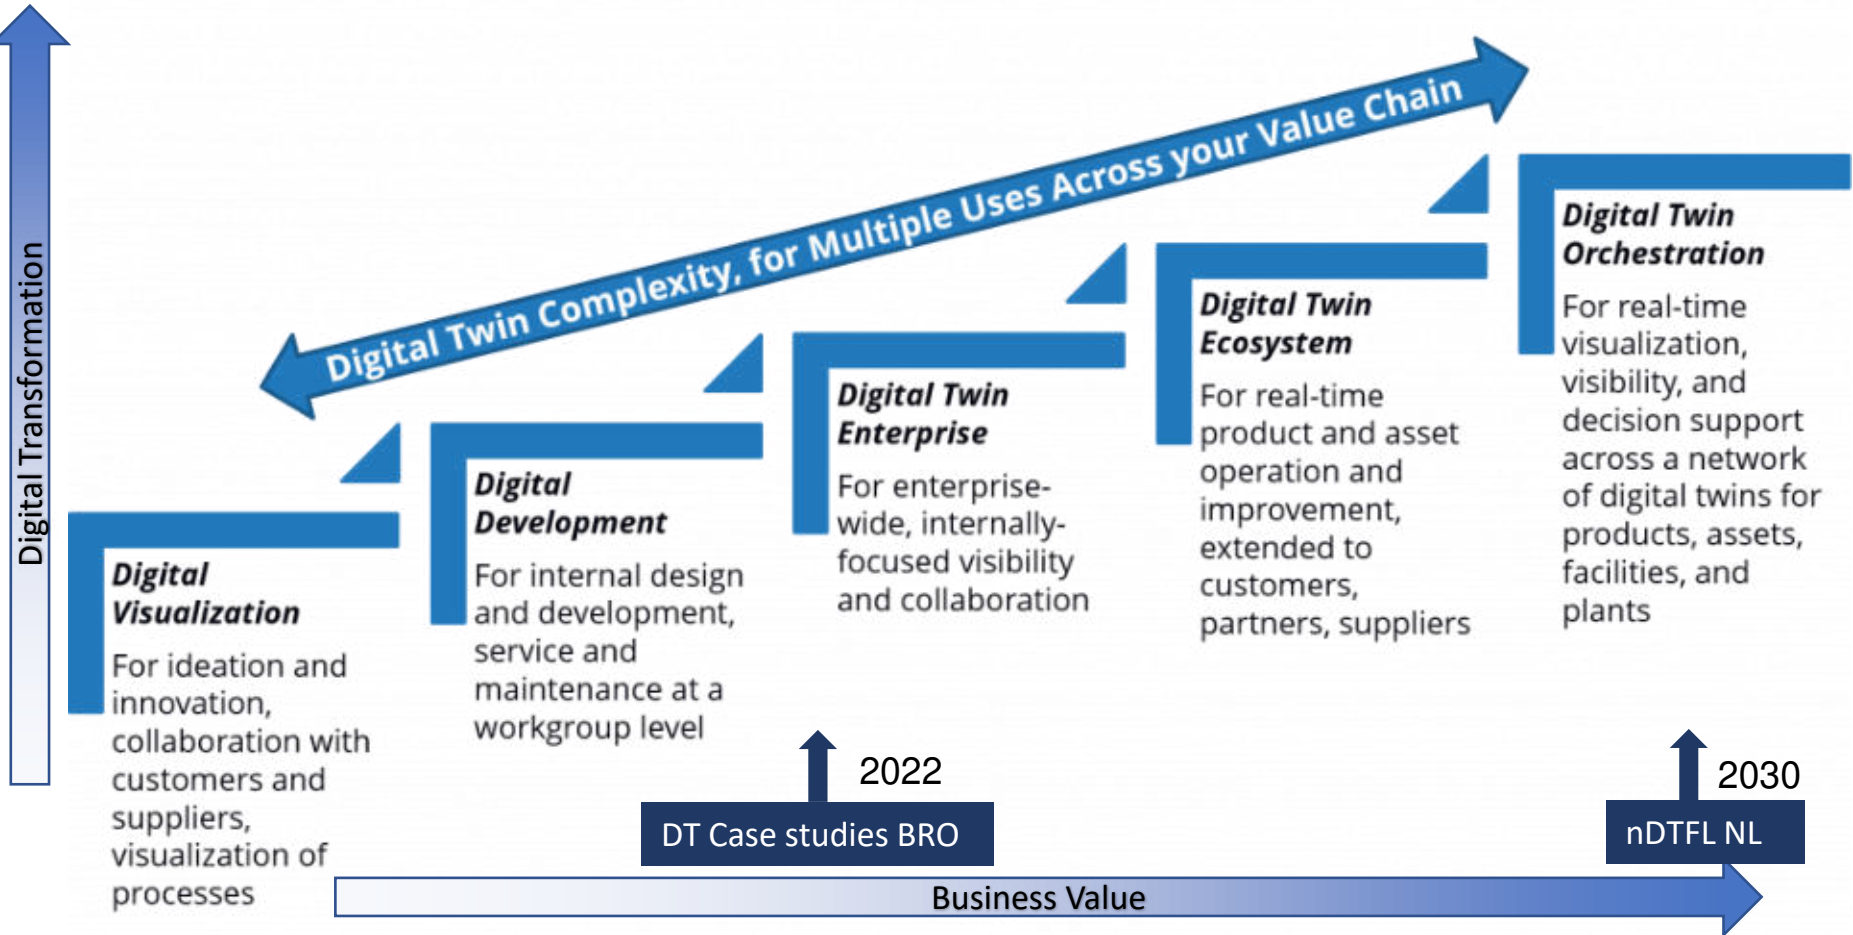 Digital Transformation
Digital Twin Complexity, for Multiple Uses Across your Value Chain
Digital
Visualization
For ideation and
innovation,
collaboration with
customers and
suppliers,
visualization of
processes
Digital
Development
For internal design
and development,
service and
maintenance at a
workgroup level
Digital Twin
Enterprise
For enterprise-
wide, internally-
focused visibility
and collaboration
Digital Twin
Ecosystem
For real-time
product and asset
operation and
improvement,
extended to
customers,
partners, suppliers
Digital Twin
Orchestration
For real-time
visualization,
visibility, and
decision support
across a network
of digital twins for
products, assets,
facilities, and
plants
2022
DT Case studies BRO
2030
nDTFL NL
Business Value